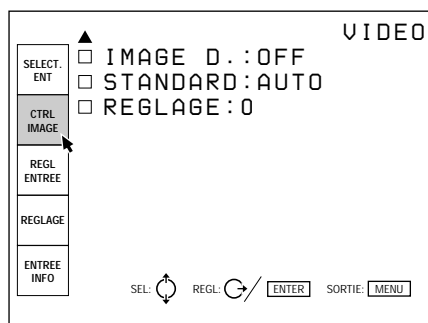 VIDEO
SELECT.
ENT
CTRL
IMAGE
REGL
ENTREE
REGLAGE
ENTREE
INFO
IMAGE D.:OFF
STANDARD:AUTO
REGLAGE:0
SEL: REGL: / ENTER SORTIE: MENU